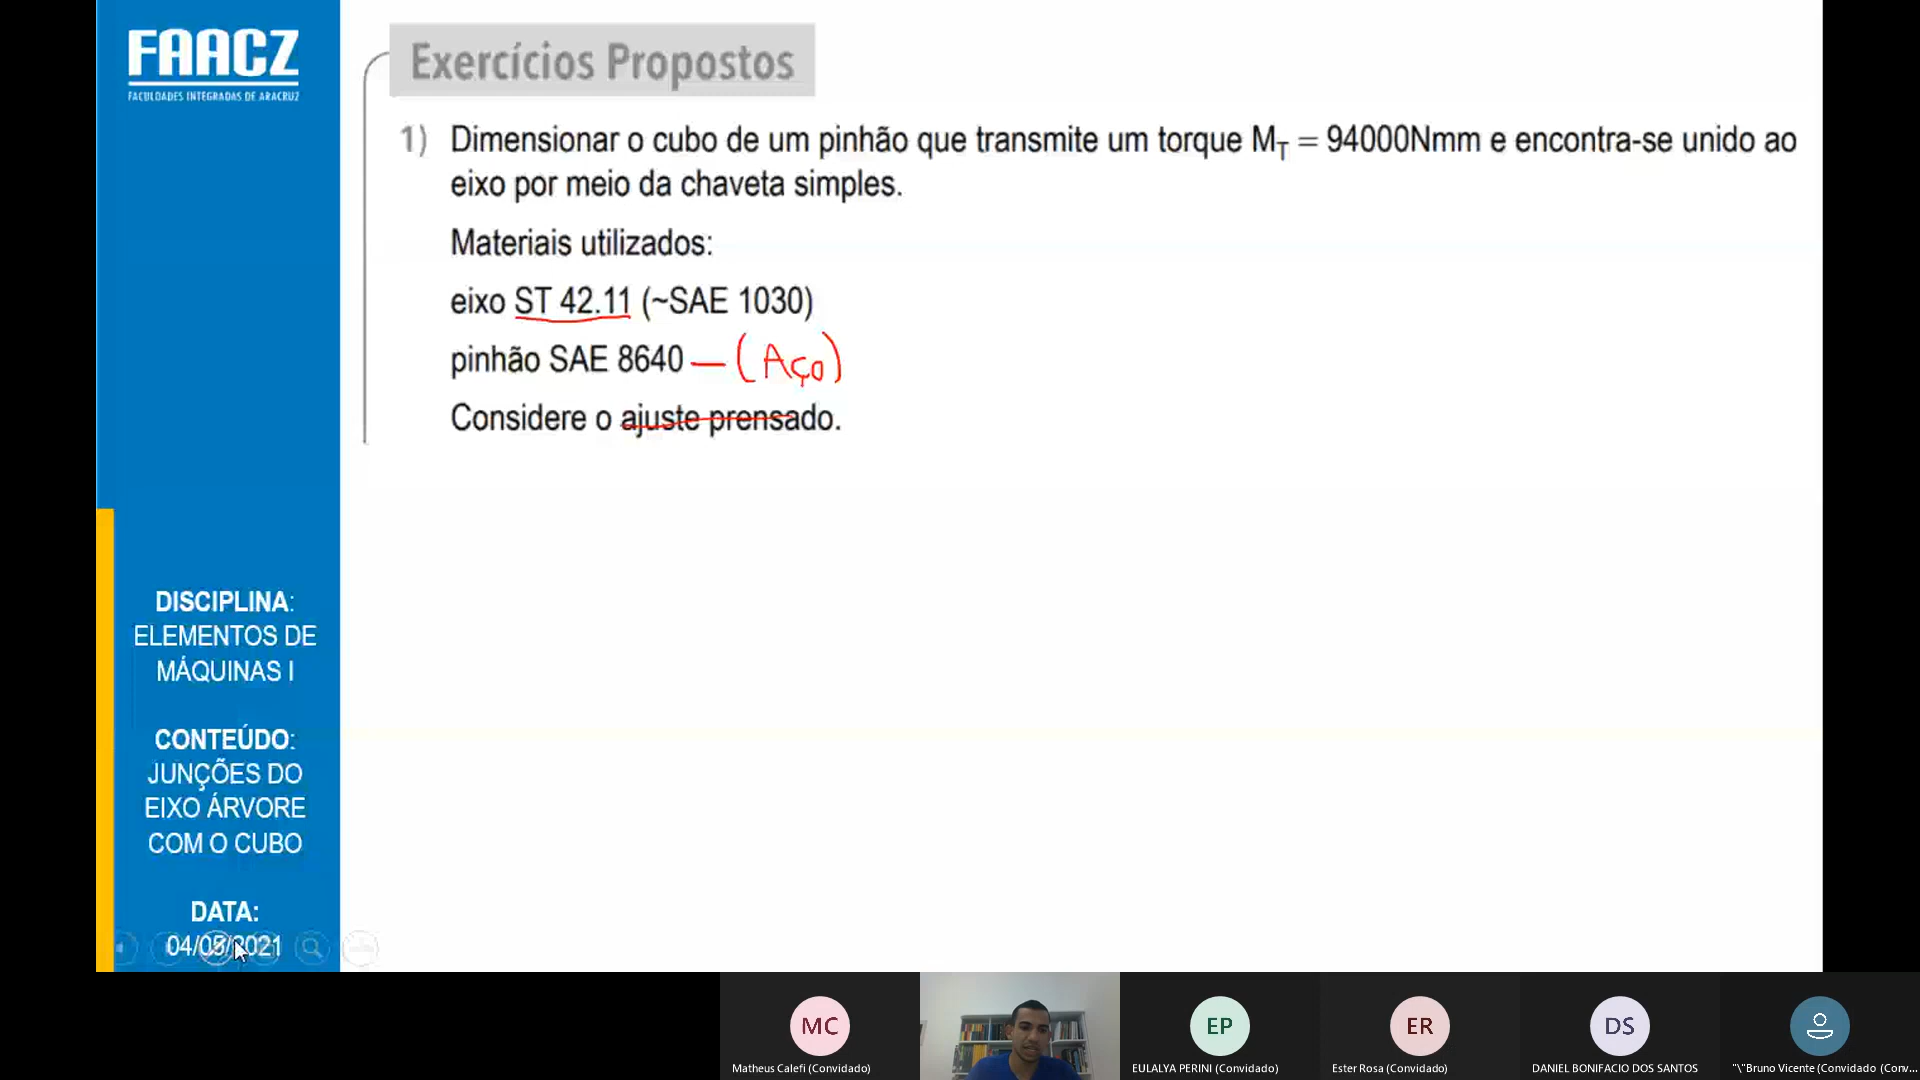 FAACZ
FACULDADES INTEGRADAS DE ARACRUZ
Exercícios Propostos
1) Dimensionar o cubo de um pinhão que transmite um torque MT = 94000Nmm e encontra-se unido ao
eixo por meio da chaveta simples.
Materiais utilizados:
eixo ST 42.11 (~SAE 1030)
pinhão SAE 8640 — (Aço)
Considere o ajuste prensado.
DISCIPLINA:
ELEMENTOS DE
MÁQUINAS I
CONTEÚDO:
JUNÇÕES DO
EIXO ÁRVORE
COM O CUBO
DATA:
04/05/2021
MC
EP
ER
DS
Matheus Calefi (Convidado)
EULALYA PERINI (Convidado)
Ester Rosa (Convidado)
DANIEL BONIFACIO DOS SANTOS
"\"Bruno Vicente (Convidado (Conv...